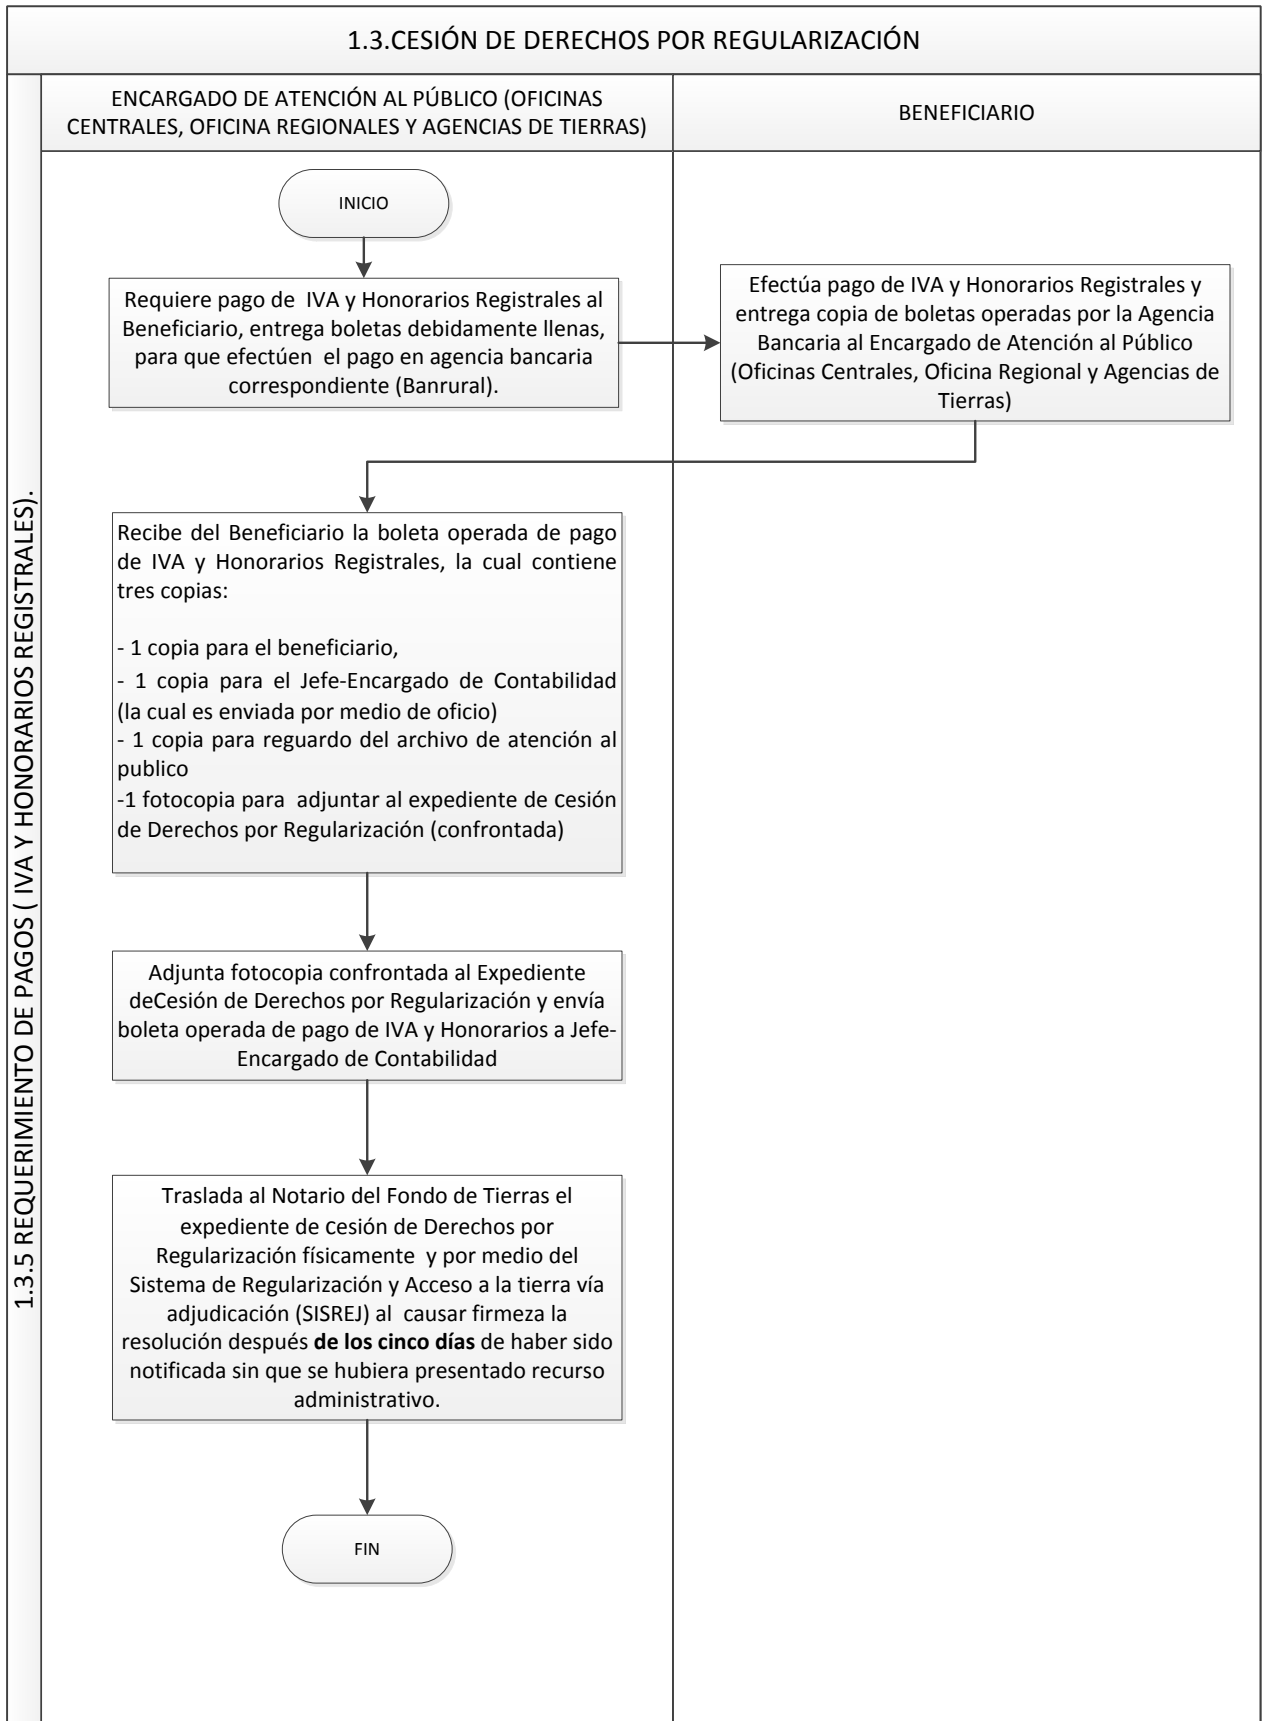 1.3.CESIÓN DE DERECHOS POR REGULARIZACIÓN
1.3.5 REQUERIMIENTO DE PAGOS ( IVA Y HONORARIOS REGISTRALES).
ENCARGADO DE ATENCIÓN AL PÚBLICO (OFICINAS
CENTRALES, OFICINA REGIONALES Y AGENCIAS DE TIERRAS)
BENEFICIARIO
INICIO
Requiere pago de  IVA y Honorarios Registrales al
Beneficiario, entrega boletas debidamente llenas,
para que efectúen  el pago en agencia bancaria
correspondiente (Banrural).
Efectúa pago de IVA y Honorarios Registrales y
entrega copia de boletas operadas por la Agencia
Bancaria al Encargado de Atención al Público
(Oficinas Centrales, Oficina Regional y Agencias de
Tierras)
Recibe del Beneficiario la boleta operada de pago
de IVA y Honorarios Registrales, la cual contiene
tres copias:
- 1 copia para el beneficiario,
- 1 copia para el Jefe-Encargado de Contabilidad
(la cual es enviada por medio de oficio)
- 1 copia para reguardo del archivo de atención al
publico
-1 fotocopia para  adjuntar al expediente de cesión
de Derechos por Regularización (confrontada)
Adjunta fotocopia confrontada al Expediente
deCesión de Derechos por Regularización y envía
boleta operada de pago de IVA y Honorarios a Jefe-
Encargado de Contabilidad
Traslada al Notario del Fondo de Tierras el
expediente de cesión de Derechos por
Regularización físicamente  y por medio del
Sistema de Regularización y Acceso a la tierra vía
adjudicación (SISREJ) al  causar firmeza la
resolución después de los cinco días de haber sido
notificada sin que se hubiera presentado recurso
administrativo.
FIN